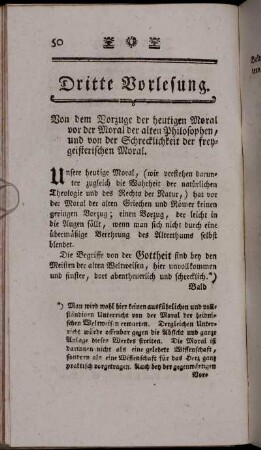 50
Dritte Vorlesung.
Von dem Vorzuge der heutigen Moral
vor der Moral der alten Philosophen,
und von der Schrecklichkeit der frey-
geisterischen Moral.
Unsere heutige Moral, (wir verstehen darun-
ter zugleich die Wahrheit der natürlichen
Theologie und des Rechts der Natur,) hat vor
der Moral der alten Griechen und Römer keinen
geringen Vorzug; einen Vorzug, der leicht in
die Augen fällt, wenn man sich nicht durch eine
übermäßige Verehrung des Alterthums selbst
blendet.
Die Begriffe von der Gottheit sind bey den
Meisten der alten Weltweisen, hier unvollkommen
und finster, dort abentheuerlich und schrecklich.*)
Bald
*) Man wird wohl hier keinen ausführlichen und voll-
ständigen Unterricht von der Moral der heidni-
schen Weltweisen erwarten. Dergleichen Unter-
richt würde offenbar gegen die Absicht und ganze
Anlage dieses Werkes streiten. Die Moral ist
darinnen nicht als eine gelehrte Wissenschaft,
sondern als eine Wissenschaft für das Herz ganz
praktisch vorgetragen. Auch bey der gegenwärtigen
Vor-